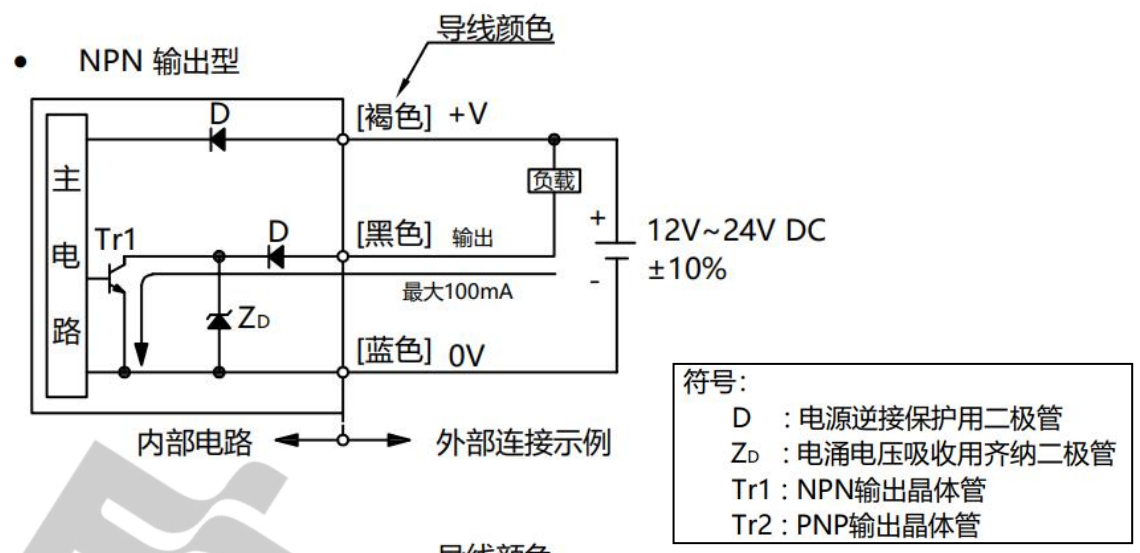 导线颜色
• NPN 输出型
D
[褐色] +V
主电路
负载
Tr1
D
[黑色] 输出
+
12V~24V DC
±10%
-
最大100mA
ZD
[蓝色] 0V
内部电路
外部连接示例
符号：
D : 电源逆接保护用二极管
ZD : 电涌电压吸收用齐纳二极管
Tr1 : NPN输出晶体管
Tr2 : PNP输出晶体管
导线颜色